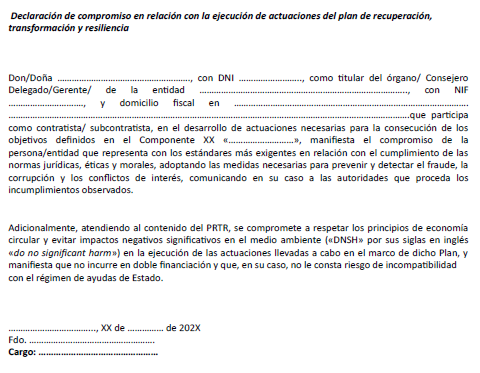 Declaración de compromiso en relación con la ejecución de actuaciones del plan de recuperación,
transformación y resiliencia
Don/Doña ………………………………………………, con DNI ……………………., como titular del órgano/ Consejero
Delegado/Gerente/ de la entidad …………………………………………………………………………, con NIF
…………………………, y domicilio fiscal en …………………………………………………………………………………
……………………………………………………………………………………………………………………………………………que participa
como contratista/ subcontratista, en el desarrollo de actuaciones necesarias para la consecución de los
objetivos definidos en el Componente XX «……………………», manifiesta el compromiso de la
persona/entidad que representa con los estándares más exigentes en relación con el cumplimiento de las
normas jurídicas, éticas y morales, adoptando las medidas necesarias para prevenir y detectar el fraude, la
corrupción y los conflictos de interés, comunicando en su caso a las autoridades que proceda los
incumplimientos observados.
Adicionalmente, atendiendo al contenido del PRTR, se compromete a respetar los principios de economía
circular y evitar impactos negativos significativos en el medio ambiente («DNSH» por sus siglas en inglés
«do no significant harm») en la ejecución de las actuaciones llevadas a cabo en el marco de dicho Plan, y
manifiesta que no incurre en doble financiación y que, en su caso, no le consta riesgo de incompatibilidad
con el régimen de ayudas de Estado.
…………………………….., XX de …………… de 202X
Fdo. …………………………………………….
Cargo: …………………………………………